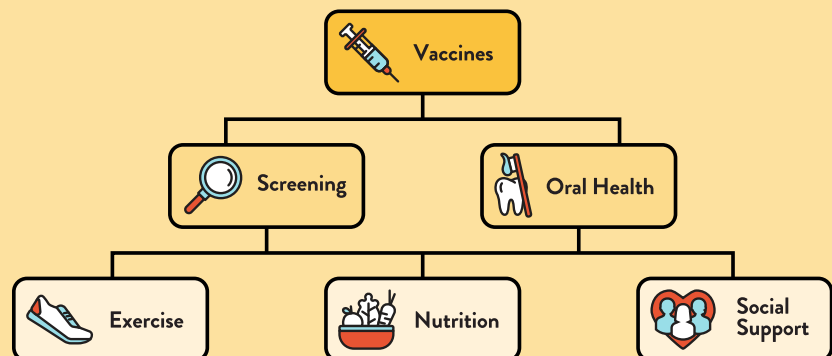 Vaccines
Screening
Oral Health
Exercise
Nutrition
Social
Support